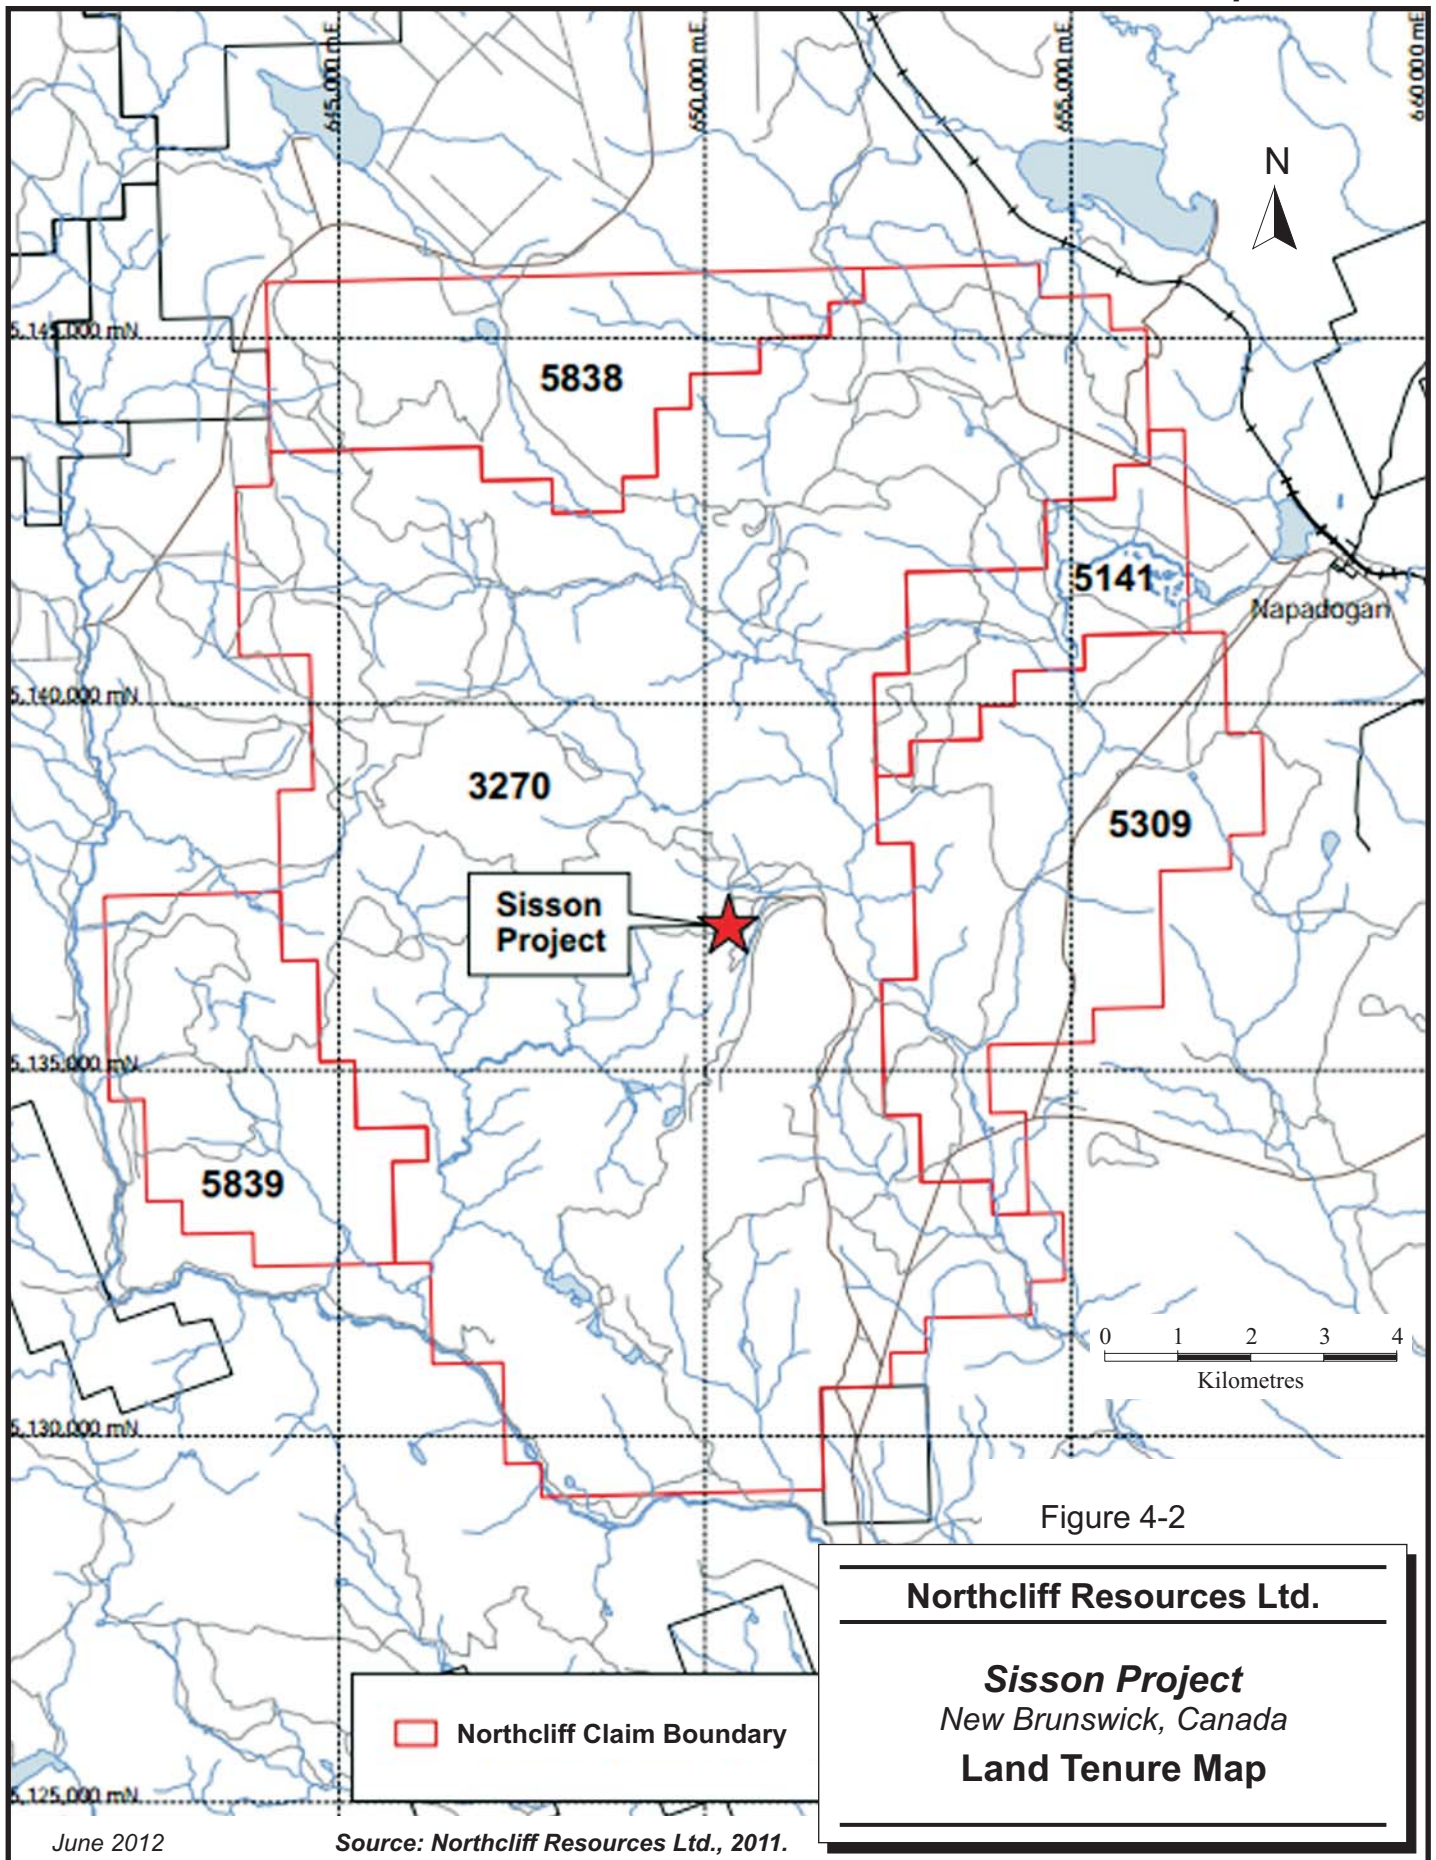 645,000 mE
650,000 mE
655,000 mE
660,000 mE
N
5,145,000 mN
5838
5141
Napadogan
5,140,000 mN
3270
5309
Sisson
Project
5,135,000 mN
5839
0 1 2 3 4
Kilometres
5,130,000 mN
Figure 4-2
Northcliff Resources Ltd.
Sisson Project
New Brunswick, Canada
Land Tenure Map
Northcliff Claim Boundary
5,125,000 mN
June 2012
Source: Northcliff Resources Ltd., 2011.